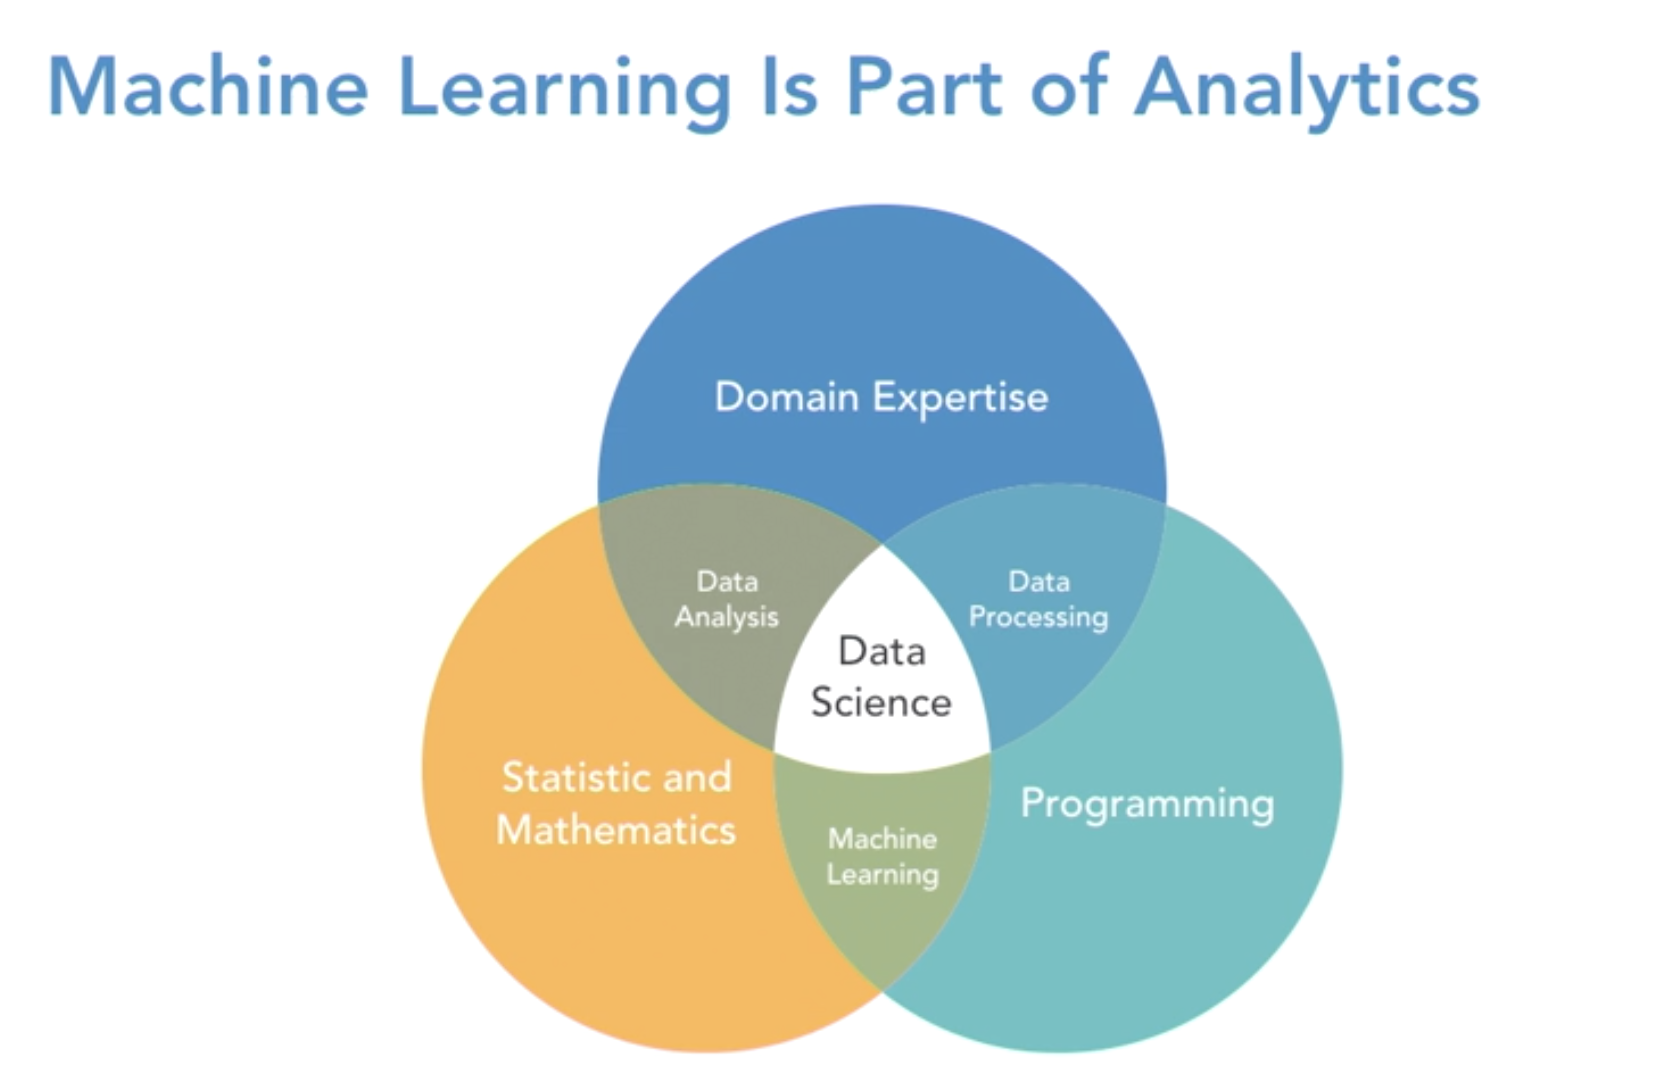 Machine Learning Is Part of Analytics
Domain Expertise
Data
Analysis
Data
Processing
Data
Science
Statistic and
Mathematics
Programming
Machine
Learning